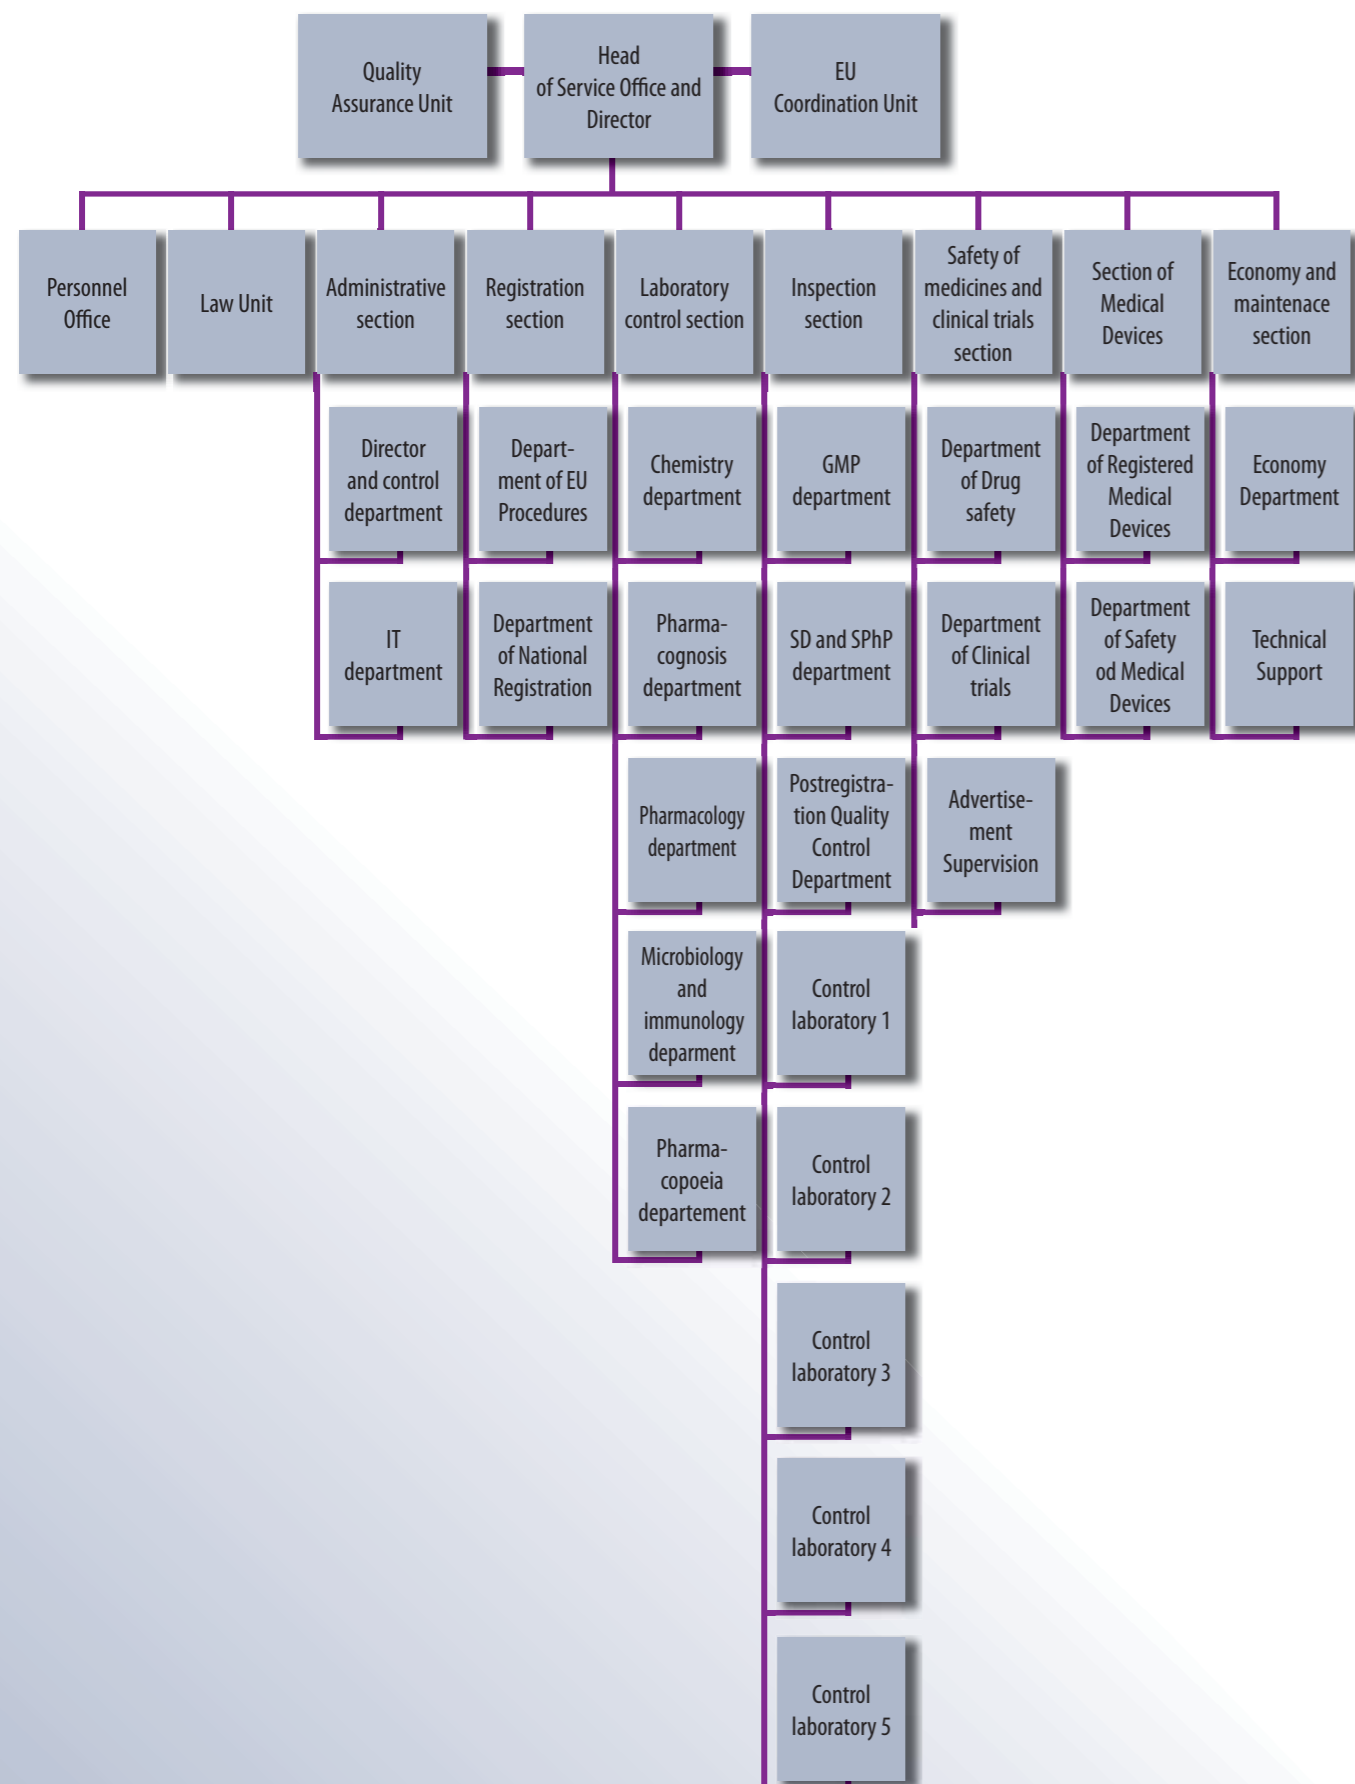 Quality
Assurance Unit
Head
of Service Office and
Director
EU
Coordination Unit
Personnel
Office
Law Unit
Administrative
section
Registration
section
Laboratory
control section
Inspection
section
Safety of
medicines and
clinical trials
section
Section of
Medical
Devices
Economy and
maintenace
section
Director
and control
department
Depart-
ment of EU
Procedures
Chemistry
department
GMP
department
Department
of Drug
safety
Department
of Registered
Medical
Devices
Economy
Department
IT
department
Department
of National
Registration
Pharma-
cognosis
department
SD and SPhP
department
Department
of Clinical
trials
Department
of Safety
od Medical
Devices
Technical
Support
Pharmacology
department
Postregistra-
tion Quality
Control
Department
Advertise-
ment
Supervision
Microbiology
and
immunology
deparment
Control
laboratory 1
Pharma-
copoeia
departement
Control
laboratory 2
Control
laboratory 3
Control
laboratory 4
Control
laboratory 5